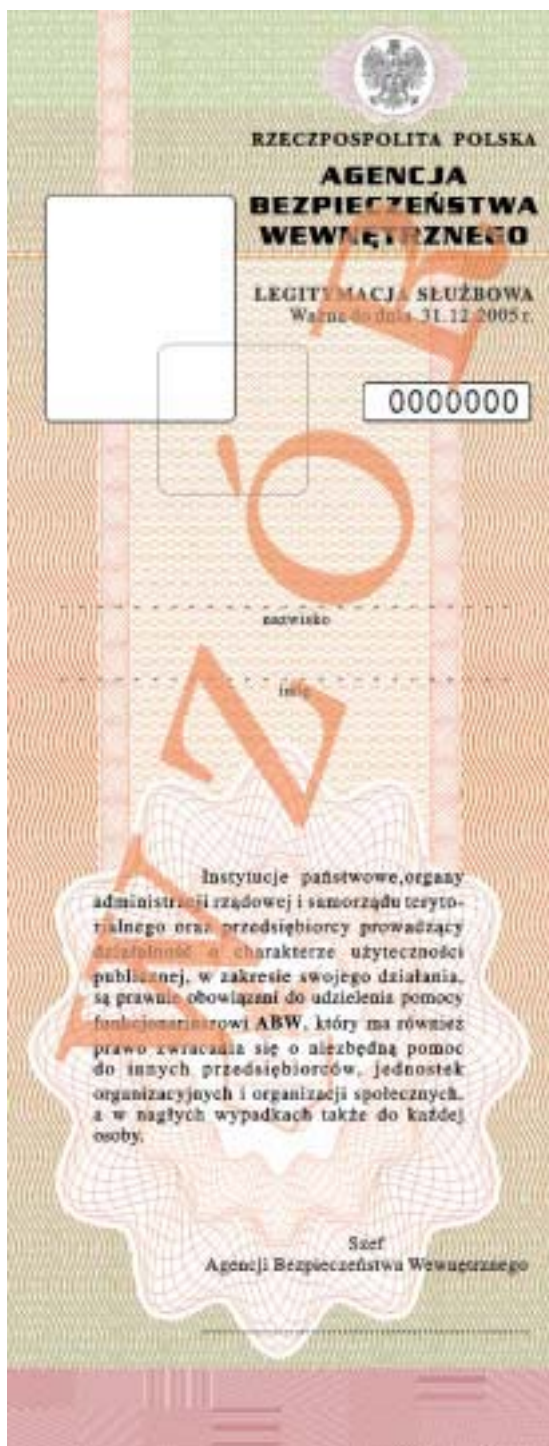 RZECZPOSPOLITA POLSKA
AGENCJA
BEZPIECZEŃSTWA
WEWNĘTRZNEGO
LEGITYMACJA SŁUŻBOWA
Ważna do dnia 31.12.2005 r.
0000000
nazwisko
imię
WZÓR
Instytucje państwowe,organy
administracji rządowej i samorządu teryto-
rialnego oraz przedsiębiorcy prowadzący
działalność o charakterze użyteczności
publicznej, w zakresie swojego działania,
są prawnie obowiązani do udzielenia pomocy
funkcjonariuszowi ABW, który ma również
prawo zwracania się o niezbędną pomoc
do innych przedsiębiorców, jednostek
organizacyjnych i organizacji społecznych,
a w nagłych wypadkach także do każdej
osoby.
Szef
Agencji Bezpieczeństwa Wewnętrznego